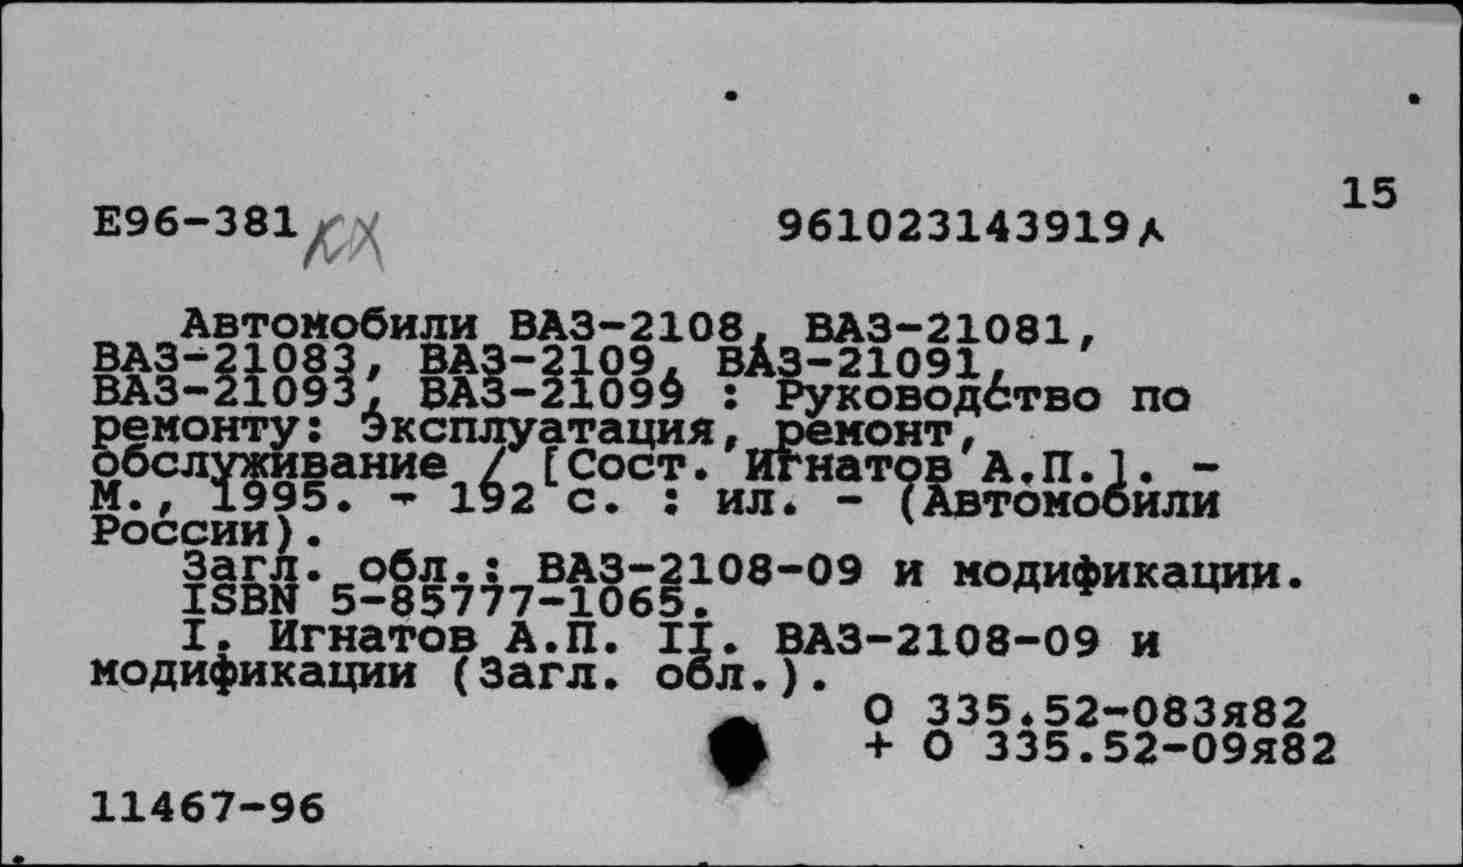 15
Е96-381 КХ
961023143919д
Автомобили ВАЗ-2108, ВАЗ-21081,
ВАЗ-21083, ВАЗ-2109, ВАЗ-21091,
ВАЗ-21093, ВАЗ-21099 : Руководство по
ремонту: Эксплуатация, ремонт,
обслуживание / [Сост. Игнатов А.П.]. -
М., 1995. - 192 с. : ил. - (Автомобили
России).
Загл. обл.: ВАЗ-2108-09 и модификации.
ISBN 5-85777-1065.
I. Игнатов А.П. II. ВАЗ-2108-09 и
модификации (Загл. обл.).
О 335.52-083я82
+ О 335.52-09я82
11467-96